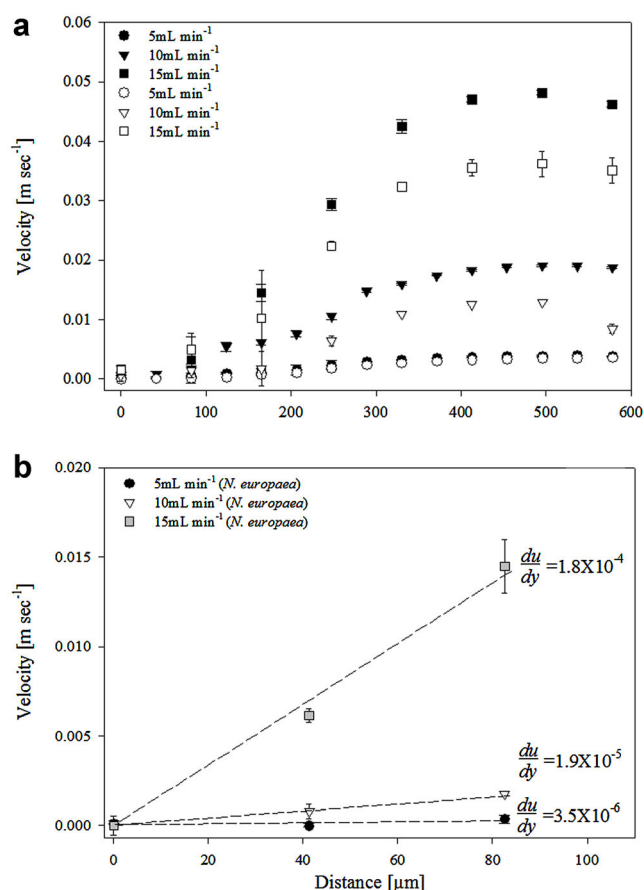 a
0.06
0.05
0.04
0.03
0.02
0.01
0.00
Velocity [m sec⁻¹]
5mL min⁻¹
10mL min⁻¹
15mL min⁻¹
5mL min⁻¹
10mL min⁻¹
15mL min⁻¹
0 100 200 300 400 500 600
b
0.020
0.015
0.010
0.005
0.000
Velocity [m sec⁻¹]
5mL min⁻¹ (N. europaea)
10mL min⁻¹ (N. europaea)
15mL min⁻¹ (N. europaea)
du/dy =1.8X10⁻⁴
du/dy =1.9X10⁻⁵
du/dy =3.5X10⁻⁶
0 20 40 60 80 100
Distance [µm]